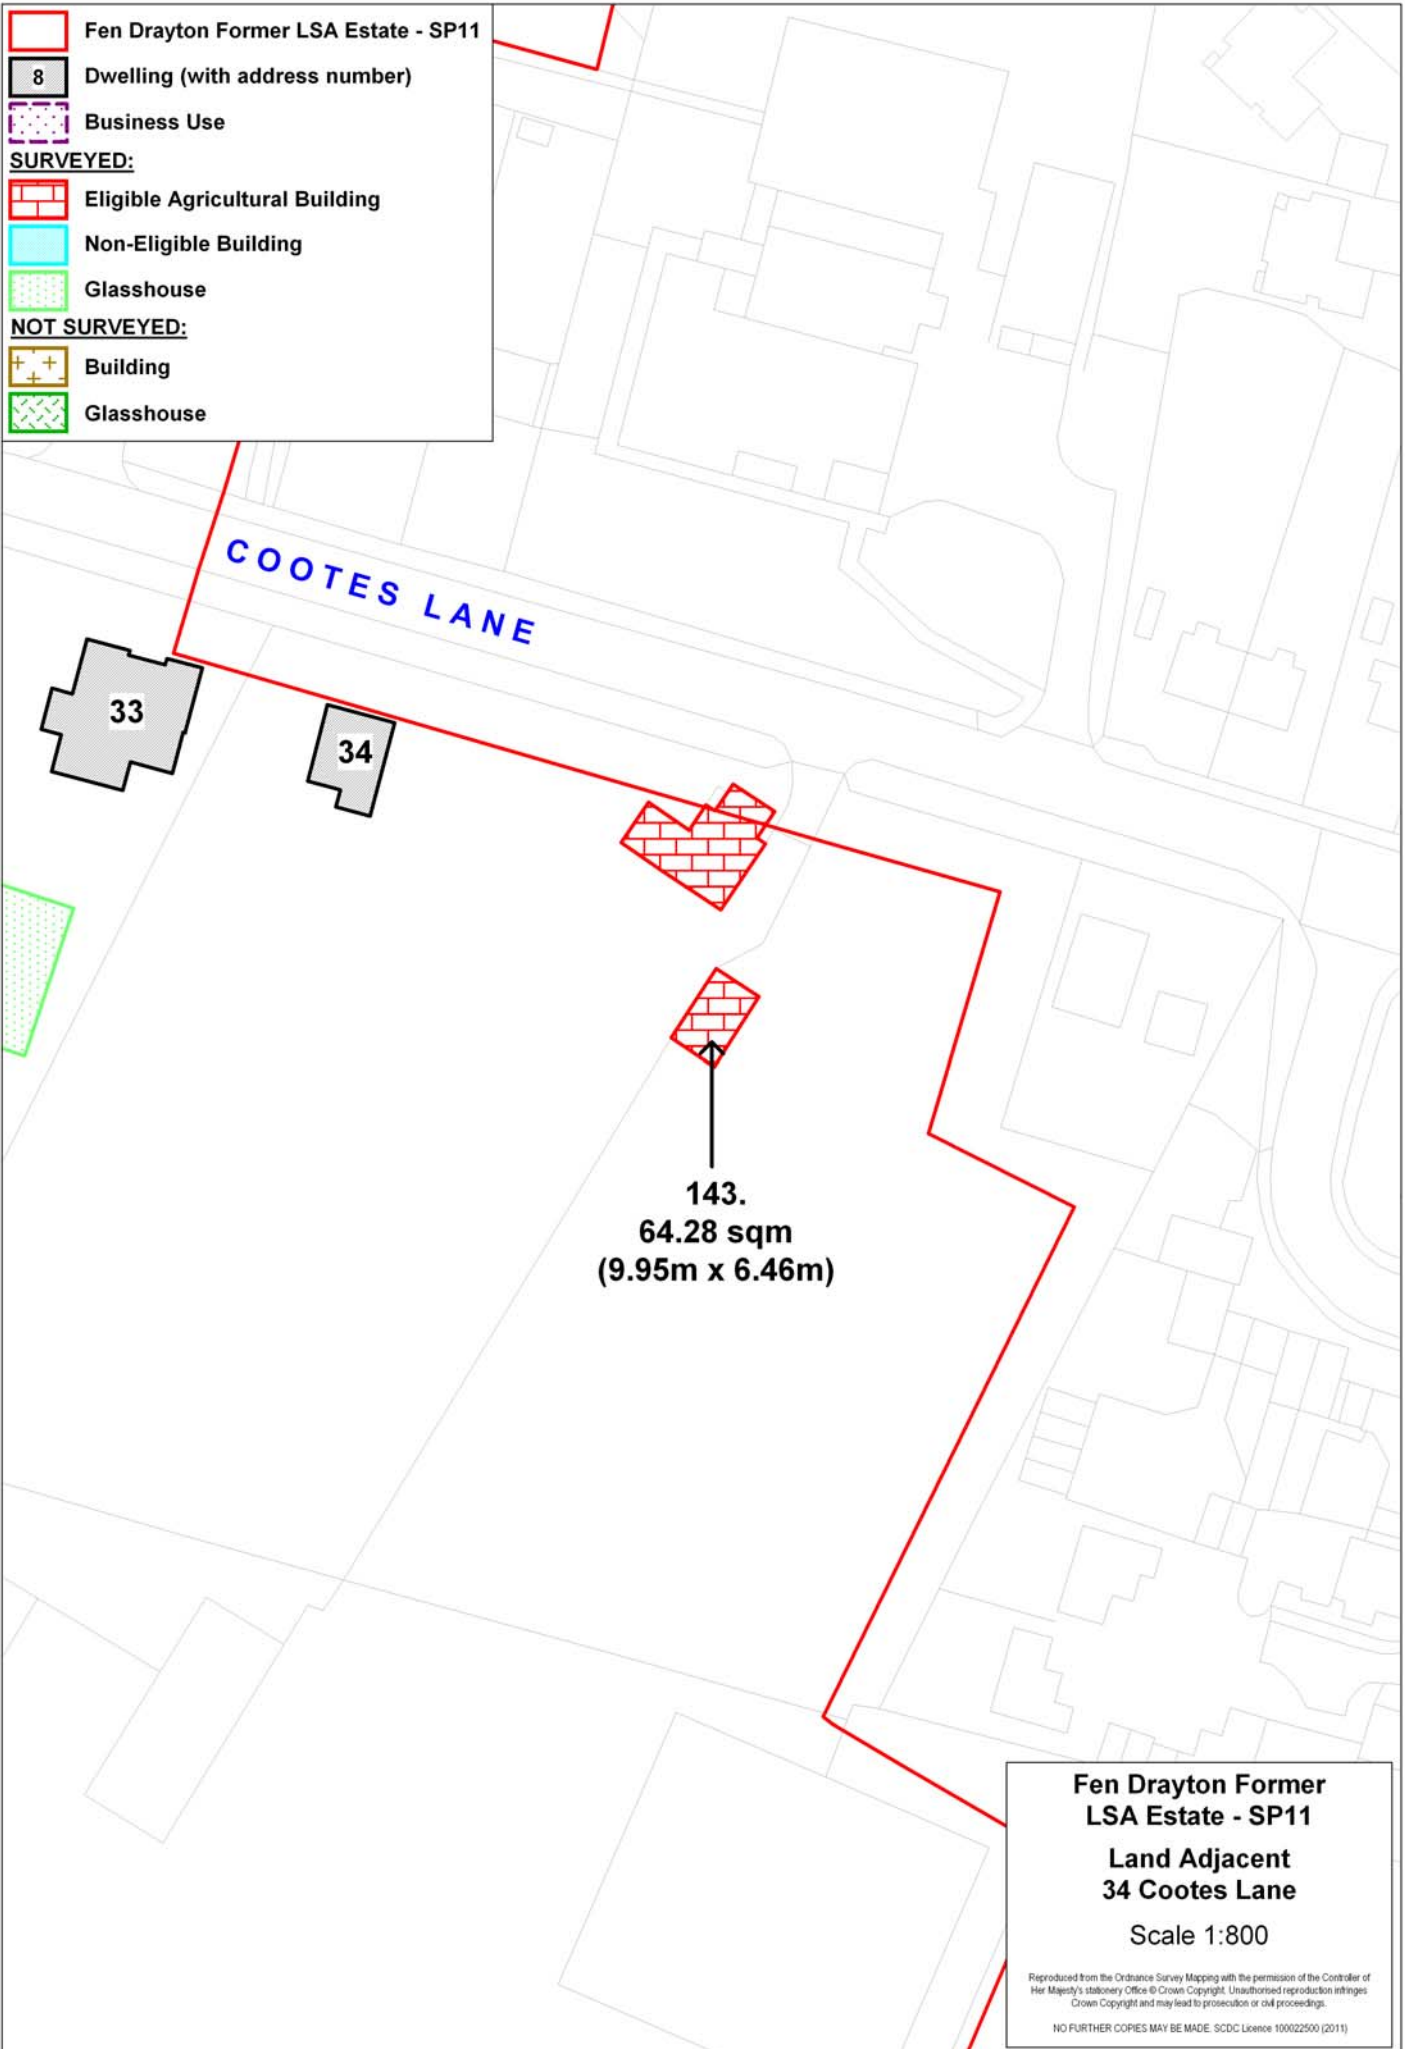 Fen Drayton Former LSA Estate - SP11
8
Dwelling (with address number)
Business Use
SURVEYED:
Eligible Agricultural Building
Non-Eligible Building
Glasshouse
NOT SURVEYED:
Building
Glasshouse
COOTES LANE
33
34
143.
64.28 sqm
(9.95m x 6.46m)
Fen Drayton Former
LSA Estate - SP11
Land Adjacent
34 Cootes Lane
Scale 1:800
Reproduced from the Ordnance Survey Mapping with the permission of the Controller of
Her Majesty's stationery Office © Crown Copyright. Unauthorised reproduction infringes
Crown Copyright and may lead to prosecution or civil proceedings.
NO FURTHER COPIES MAY BE MADE. SCDC Licence 100022500 (2011)